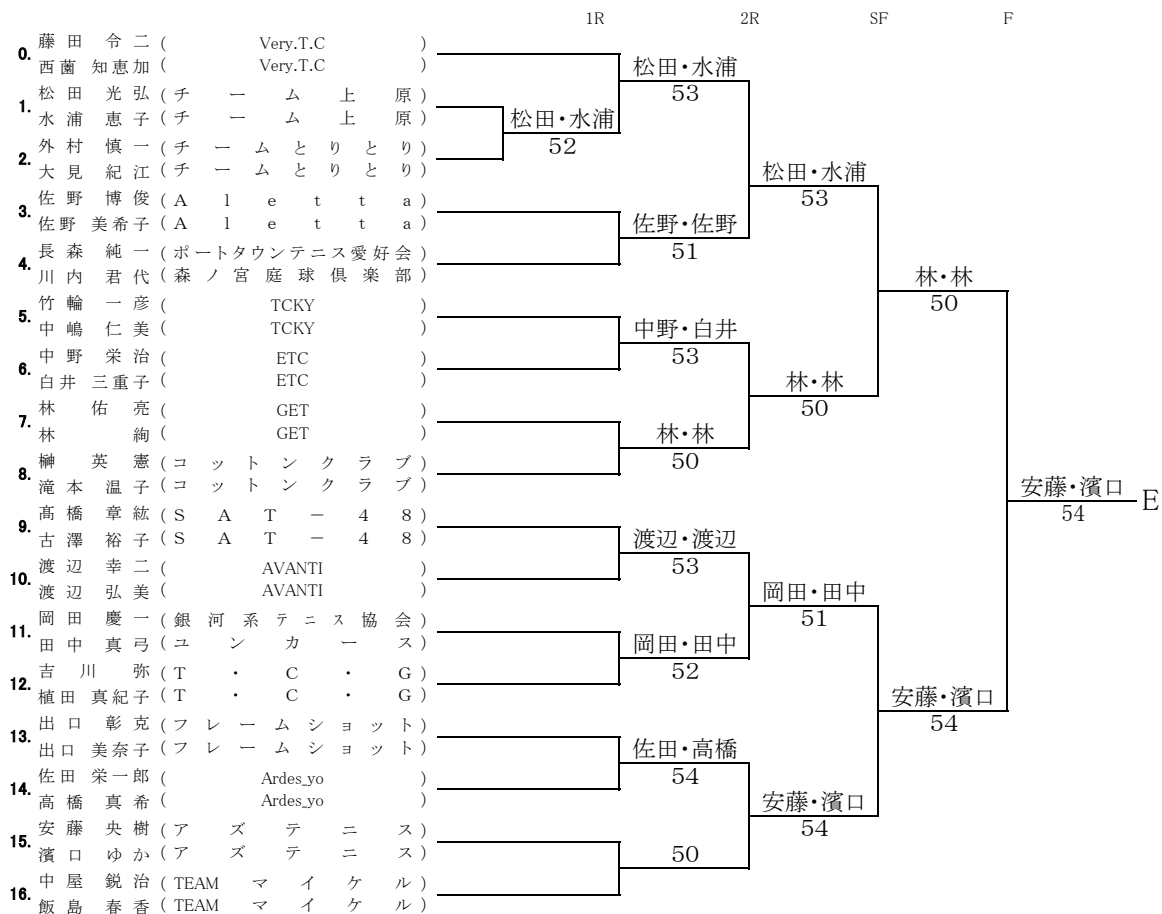 1R 2R SF F
0. 藤田 令二 ( Very.T.C )
西薗 知恵加 ( Very.T.C )
1. 松田 光弘 (チーム上原)
水浦 恵子 (チーム上原)
2. 外村 慎一 (チームとりとり)
大見 紀江 (チームとりとり)
3. 佐野 博俊 (Aletta)
佐野 美希子 (Aletta)
4. 長森 純一 (ポートタウンテニス愛好会)
川内 君代 (森ノ宮庭球倶楽部)
5. 竹輪 一彦 ( TCKY )
中嶋 仁美 ( TCKY )
6. 中野 栄治 ( ETC )
白井 三重子 ( ETC )
7. 林 佑亮 ( GET )
林 絢 ( GET )
8. 榊 英憲 (コットンクラブ)
滝本 温子 (コットンクラブ)
9. 髙橋 章紘 (SAT－48)
古澤 裕子 (SAT－48)
10. 渡辺 幸二 ( AVANTI )
渡辺 弘美 ( AVANTI )
11. 岡田 慶一 (銀河系テニス協会)
田中 真弓 (ユンカース)
12. 吉川 弥 (T・C・G)
植田 真紀子 (T・C・G)
13. 出口 彰克 (フレームショット)
出口 美奈子 (フレームショット)
14. 佐田 栄一郎 ( Ardes_yo )
高橋 真希 ( Ardes_yo )
15. 安藤 央樹 (アズテニス)
濱口 ゆか (アズテニス)
16. 中屋 鋭治 (TEAM マイケル)
飯島 春香 (TEAM マイケル)
松田・水浦
52
松田・水浦
53
佐野・佐野
51
中野・白井
53
林・林
50
渡辺・渡辺
53
岡田・田中
52
佐田・高橋
54
50
松田・水浦
53
林・林
50
岡田・田中
51
安藤・濱口
54
林・林
50
安藤・濱口
54
安藤・濱口
54
E